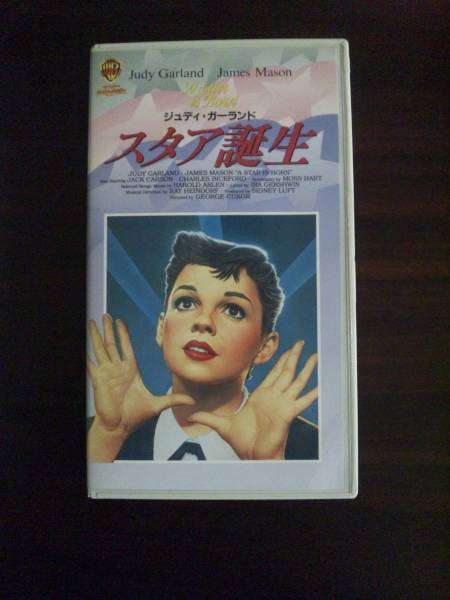 Judy Garland James Mason
ジュディ・ガーランド
スタア誕生
JUDY GARLAND · JAMES MASON "A STAR IS BORN"
JACK CARSON · CHARLES BICKFORD MOSS HART
HAROLD ARLEN IRA GERSHWIN
RAY HEINDORF SIDNEY LUFT
Directed by GEORGE CUKOR
A